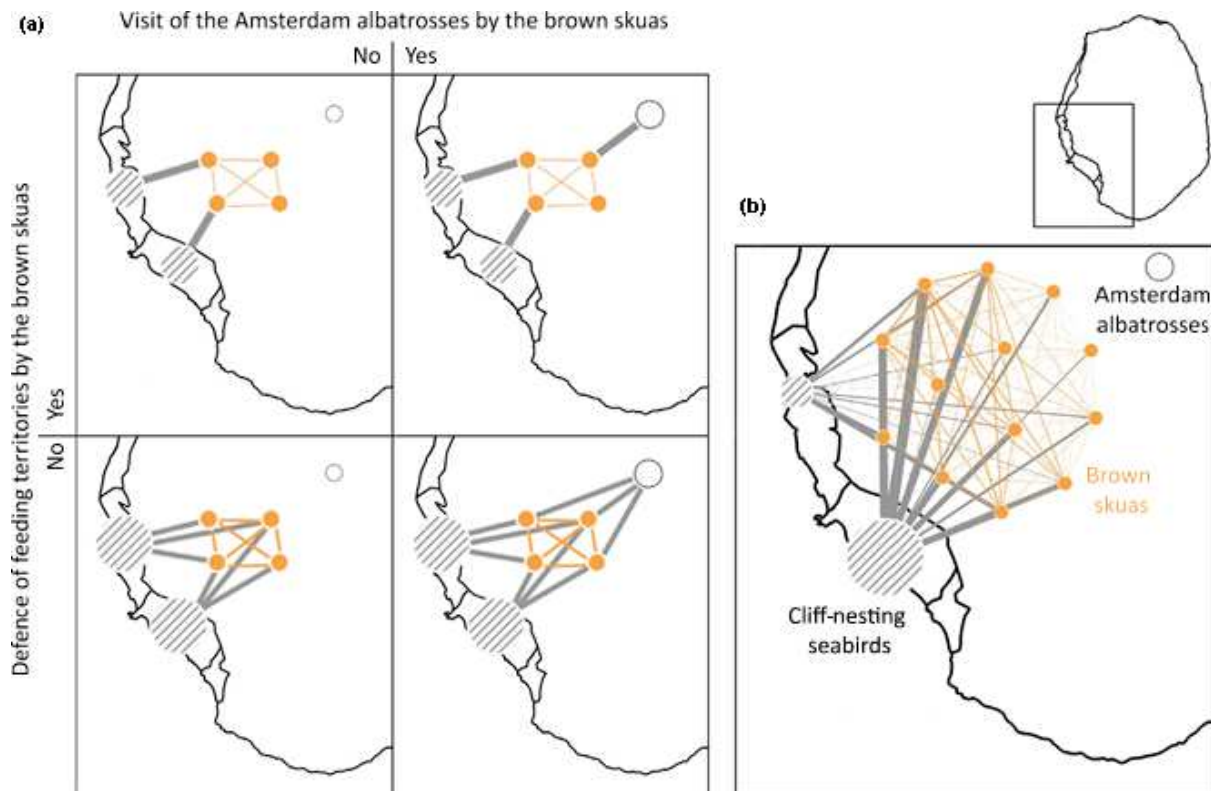 (a)
Visit of the Amsterdam albatrosses by the brown skuas
No
Yes
Defence of feeding territories by the brown skuas
Yes
No
(b)
Amsterdam
albatrosses
Brown
skuas
Cliff-nesting
seabirds